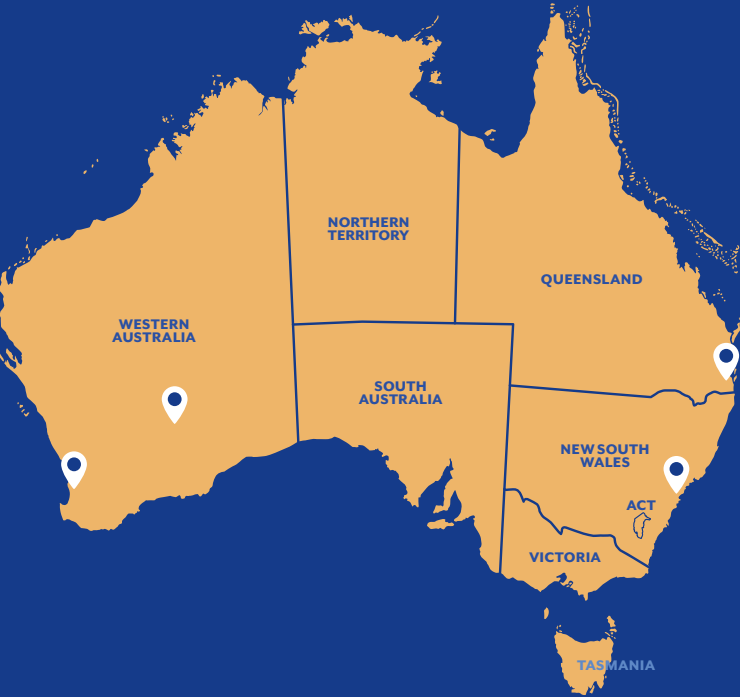 NORTHERN
TERRITORY
QUEENSLAND
WESTERN
AUSTRALIA
SOUTH
AUSTRALIA
NEW SOUTH
WALES
ACT
VICTORIA
TASMANIA